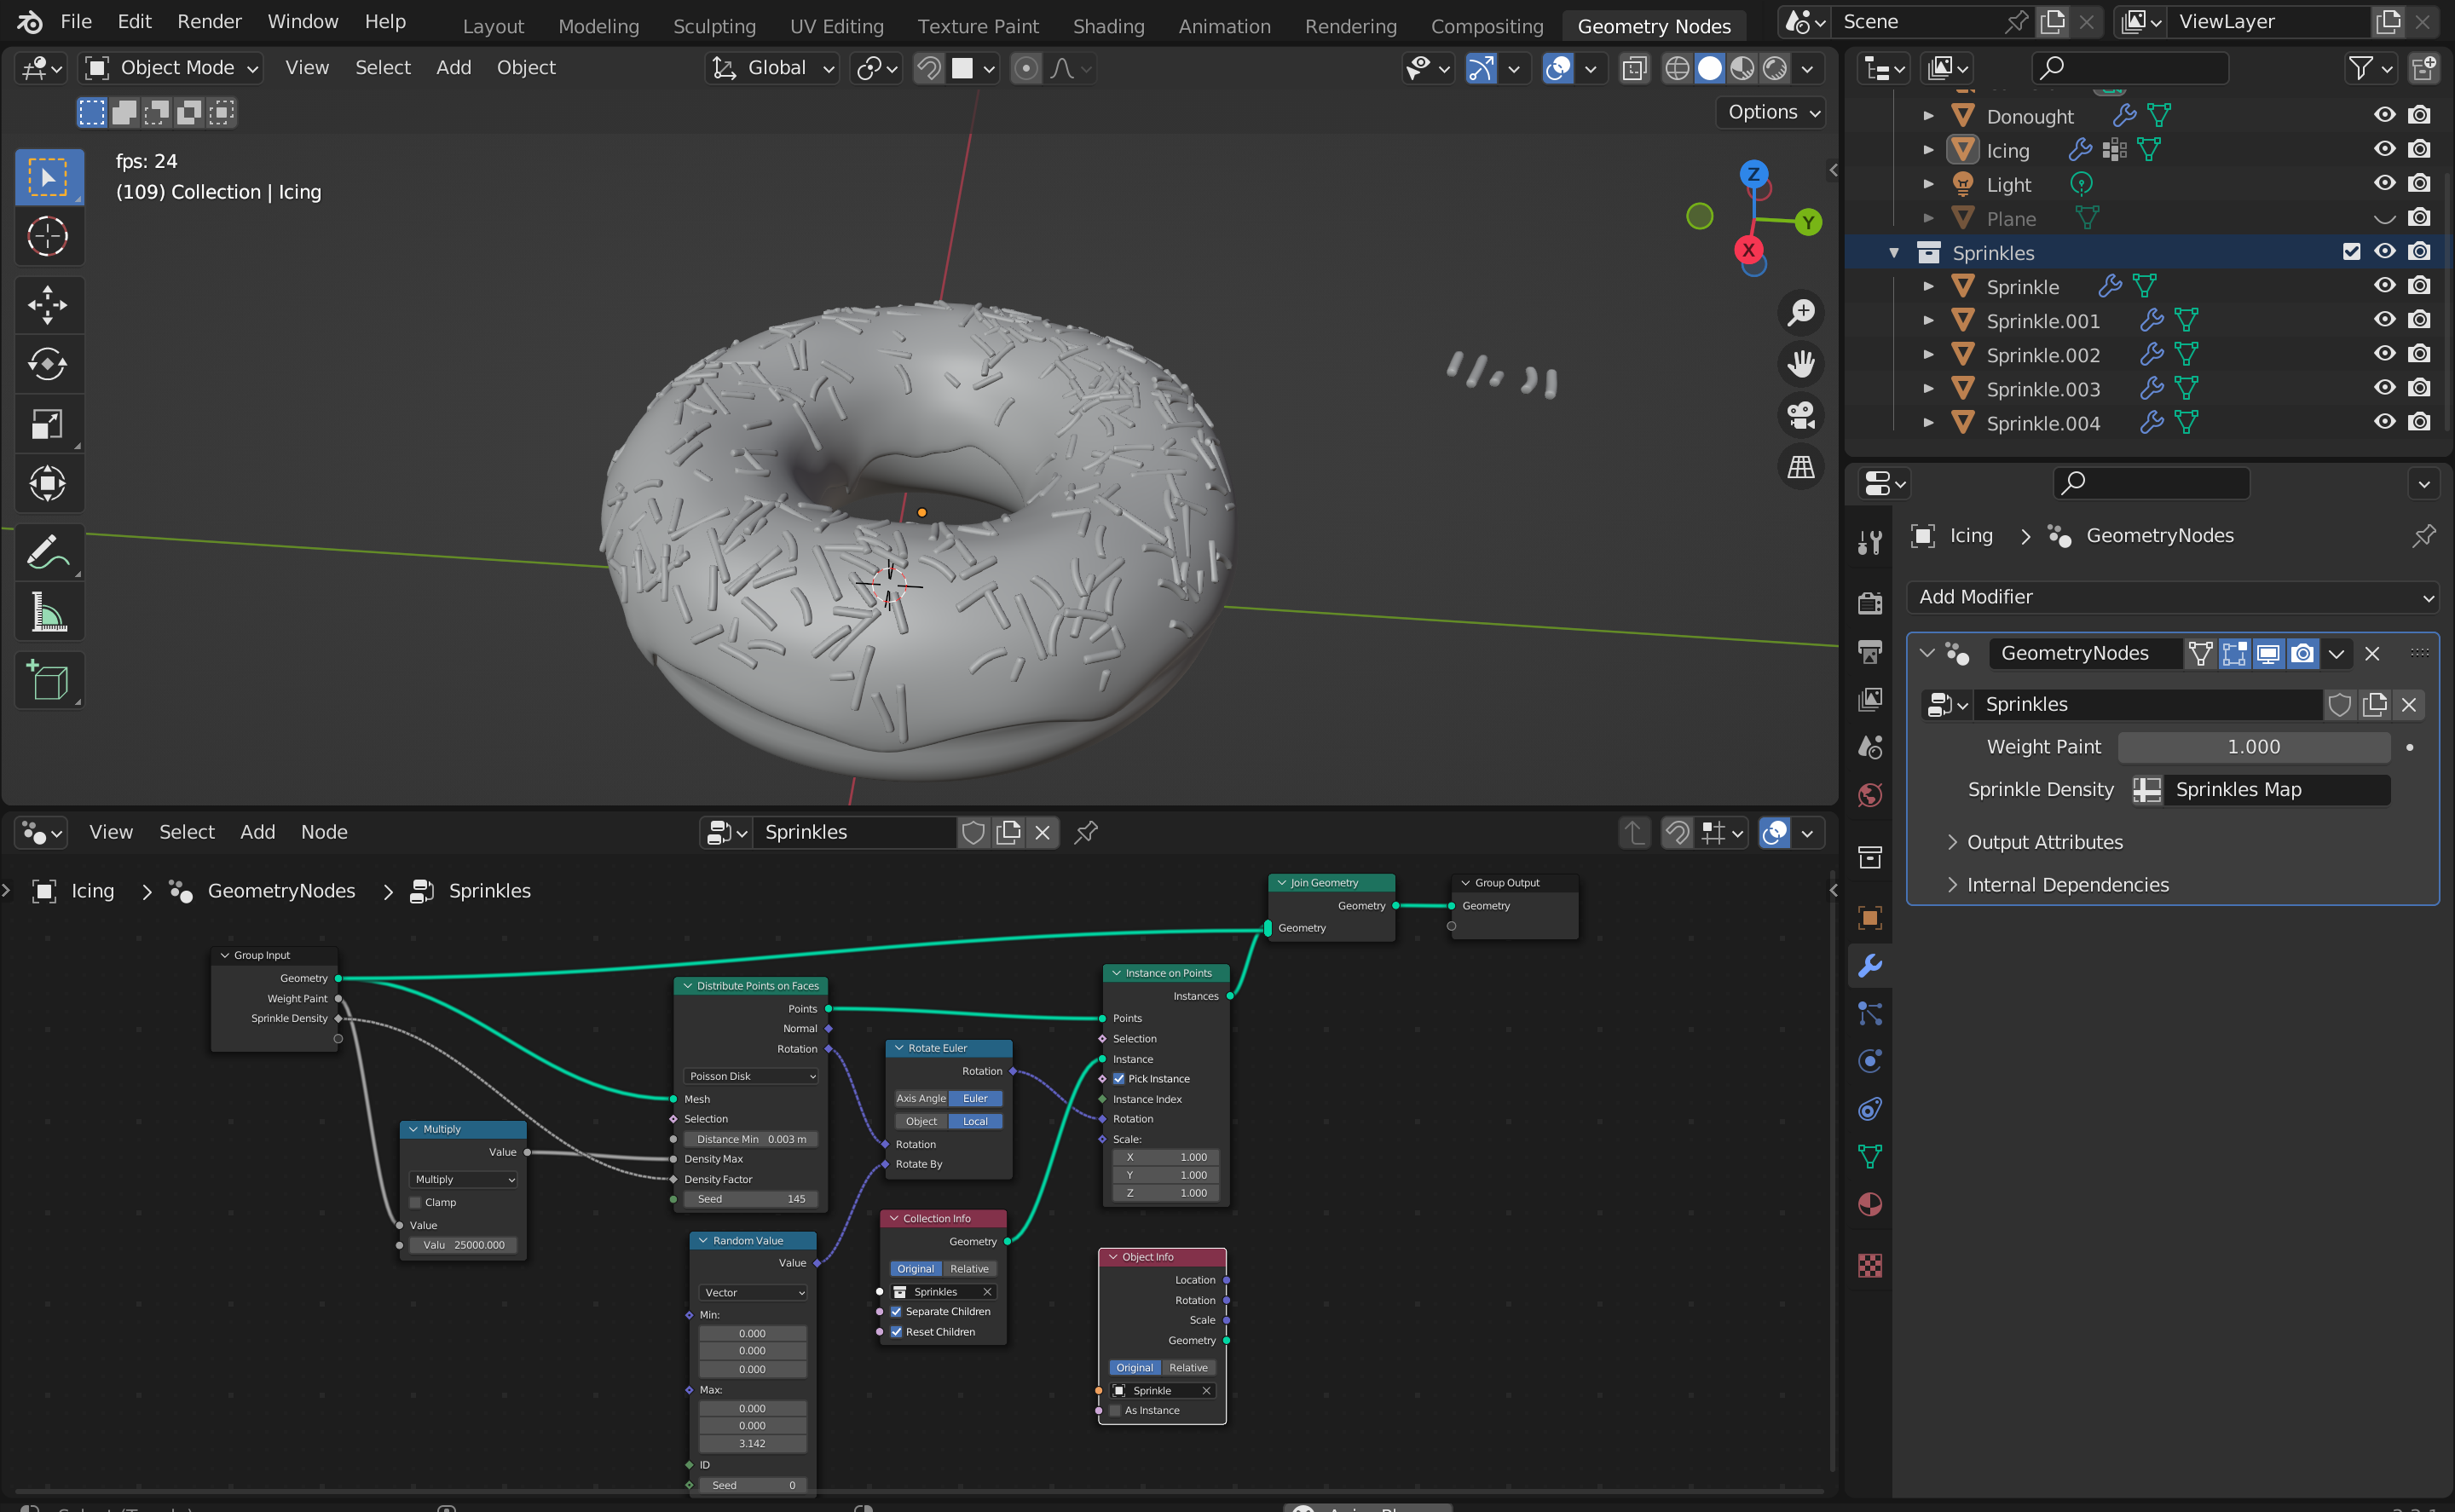 File Edit Render Window Help Layout Modeling Sculpting UV Editing Texture Paint Shading Animation Rendering Compositing Geometry Nodes Scene ViewLayer
Object Mode View Select Add Object Global
Options
fps: 24
(109) Collection | Icing
Z
Y
X
Donought
Icing
Light
Plane
Sprinkles
Sprinkle
Sprinkle.001
Sprinkle.002
Sprinkle.003
Sprinkle.004
Icing > GeometryNodes
Add Modifier
GeometryNodes
Sprinkles
Weight Paint 1.000
Sprinkle Density Sprinkles Map
Output Attributes
Internal Dependencies
View Select Add Node Sprinkles
Icing > GeometryNodes > Sprinkles
Group Input
Geometry
Weight Paint
Sprinkle Density
Multiply
Value
Multiply
Clamp
Value
Valu 25000.000
Distribute Points on Faces
Points
Normal
Rotation
Poisson Disk
Mesh
Selection
Distance Min 0.003 m
Density Max
Density Factor
Seed 145
Random Value
Value
Vector
Min:
0.000
0.000
0.000
Max:
0.000
0.000
3.142
ID
Seed 0
Rotate Euler
Rotation
Axis Angle Euler
Object Local
Rotation
Rotate By
Collection Info
Geometry
Original Relative
Sprinkles
Separate Children
Reset Children
Instance on Points
Instances
Points
Selection
Instance
Pick Instance
Instance Index
Rotation
Scale:
X 1.000
Y 1.000
Z 1.000
Object Info
Location
Rotation
Scale
Geometry
Original Relative
Sprinkle
As Instance
Join Geometry
Geometry
Geometry
Group Output
Geometry